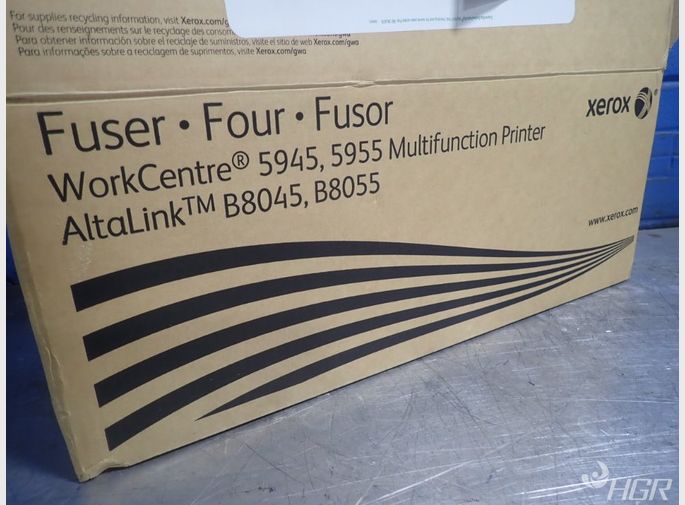 For supplies recycling information, visit Xerox.com/gwa
Pour des renseignements sur le recyclage des consom
Para obtener información sobre el reciclaje de suministros, visite el sitio de web Xerox.com/gwa
Para informações sobre a reciclagem de suprimentos, visite Xerox.com/gwa
Fuser • Four • Fusor
xerox
WorkCentre® 5945, 5955 Multifunction Printer
AltaLink™ B8045, B8055
www.xerox.com
HGR